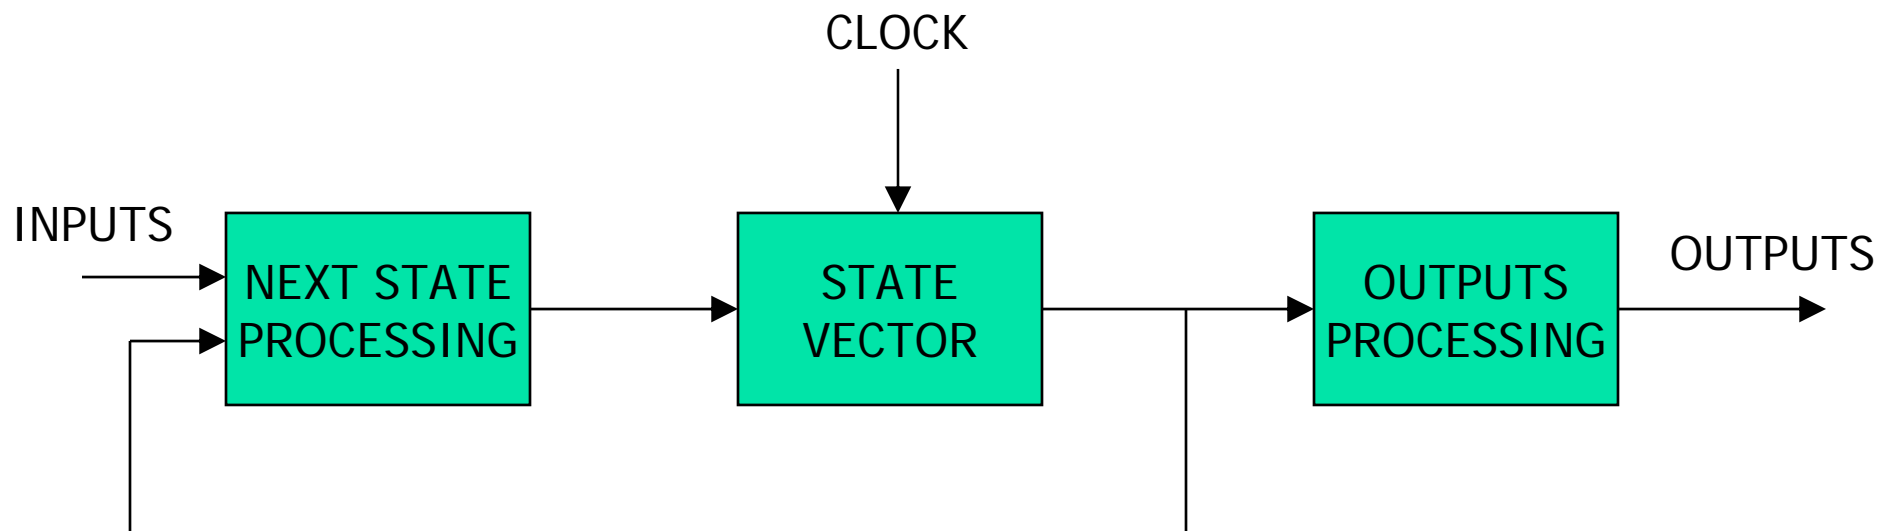 CLOCK
INPUTS
NEXT STATE
PROCESSING
STATE
VECTOR
OUTPUTS
PROCESSING
OUTPUTS